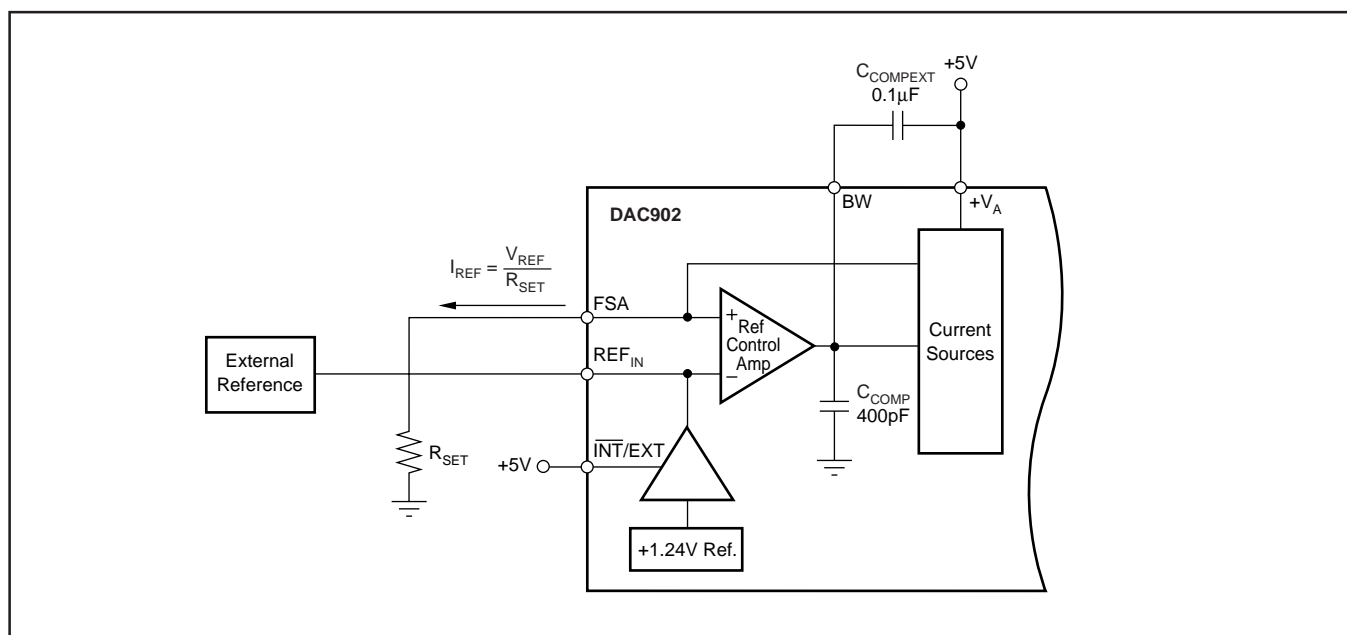 +5V
C_COMPEXT
0.1µF
BW
+V_A
DAC902
I_REF = V_REF / R_SET
FSA
+
Ref
Control
Amp
−
Current
Sources
External
Reference
REF_IN
C_COMP
400pF
R_SET
+5V
I̅N̅T̅/EXT
+1.24V Ref.